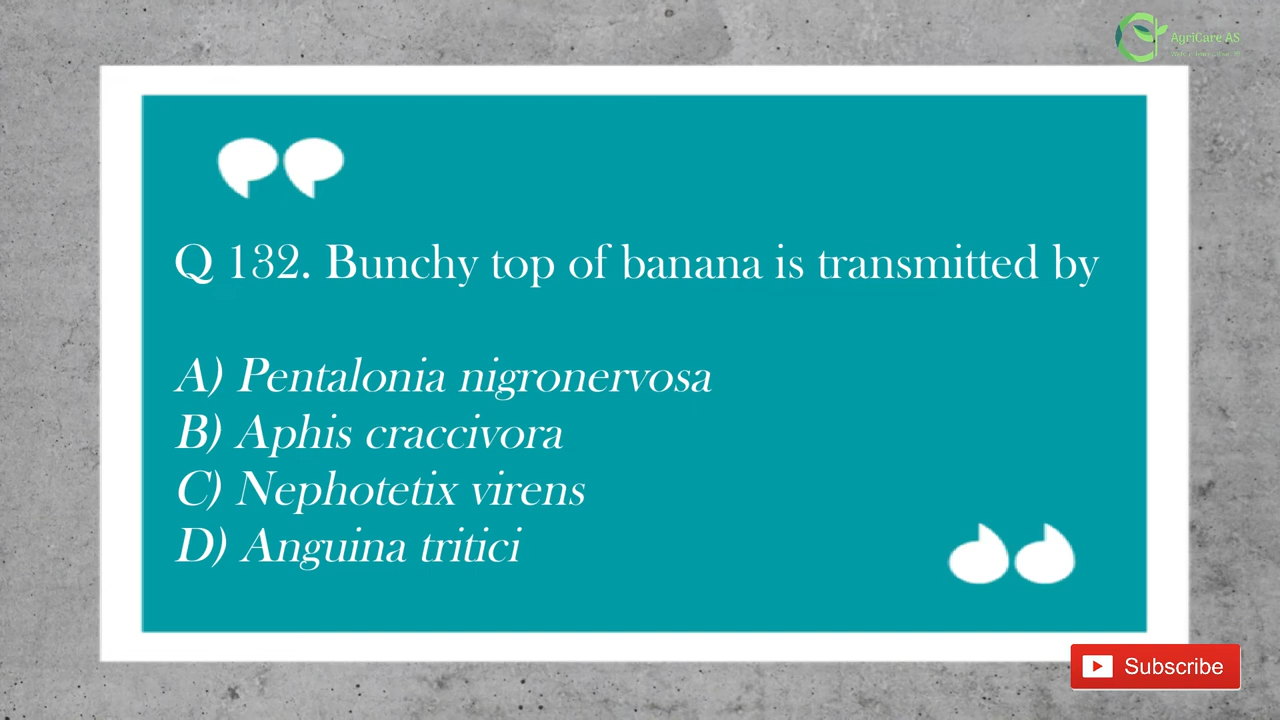 AgriCare AS
Q 132. Bunchy top of banana is transmitted by
A) Pentalonia nigronervosa
B) Aphis craccivora
C) Nephotetix virens
D) Anguina tritici
Subscribe